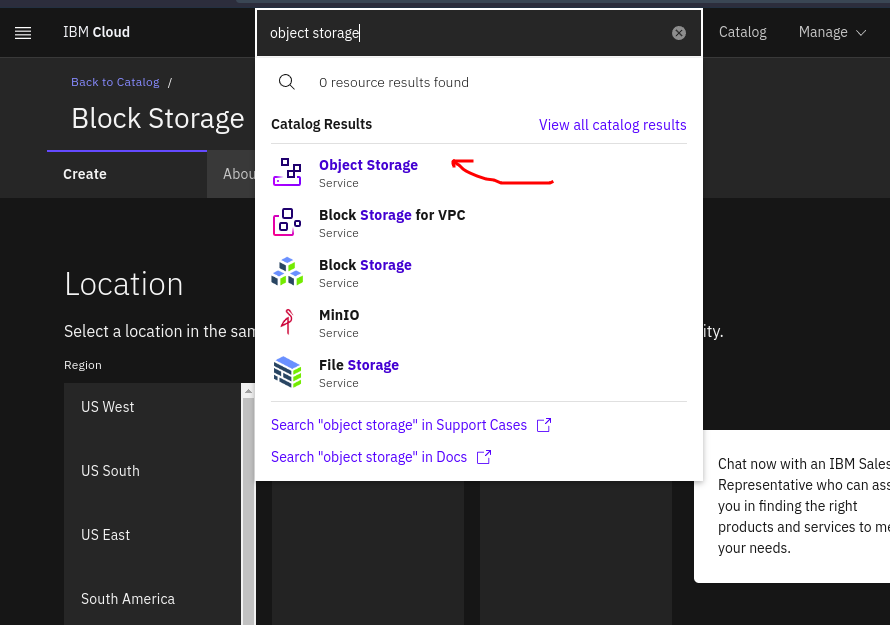 IBM Cloud
object storage
Catalog
Manage
Back to Catalog /
Block Storage
Create
Abou
0 resource results found
Catalog Results
View all catalog results
Object Storage
Service
Block Storage for VPC
Service
Block Storage
Service
MinIO
Service
File Storage
Service
Search "object storage" in Support Cases
Search "object storage" in Docs
Location
Select a location in the sam
ity.
Region
US West
US South
US East
South America
Chat now with an IBM Sales
Representative who can ass
you in finding the right
products and services to me
your needs.